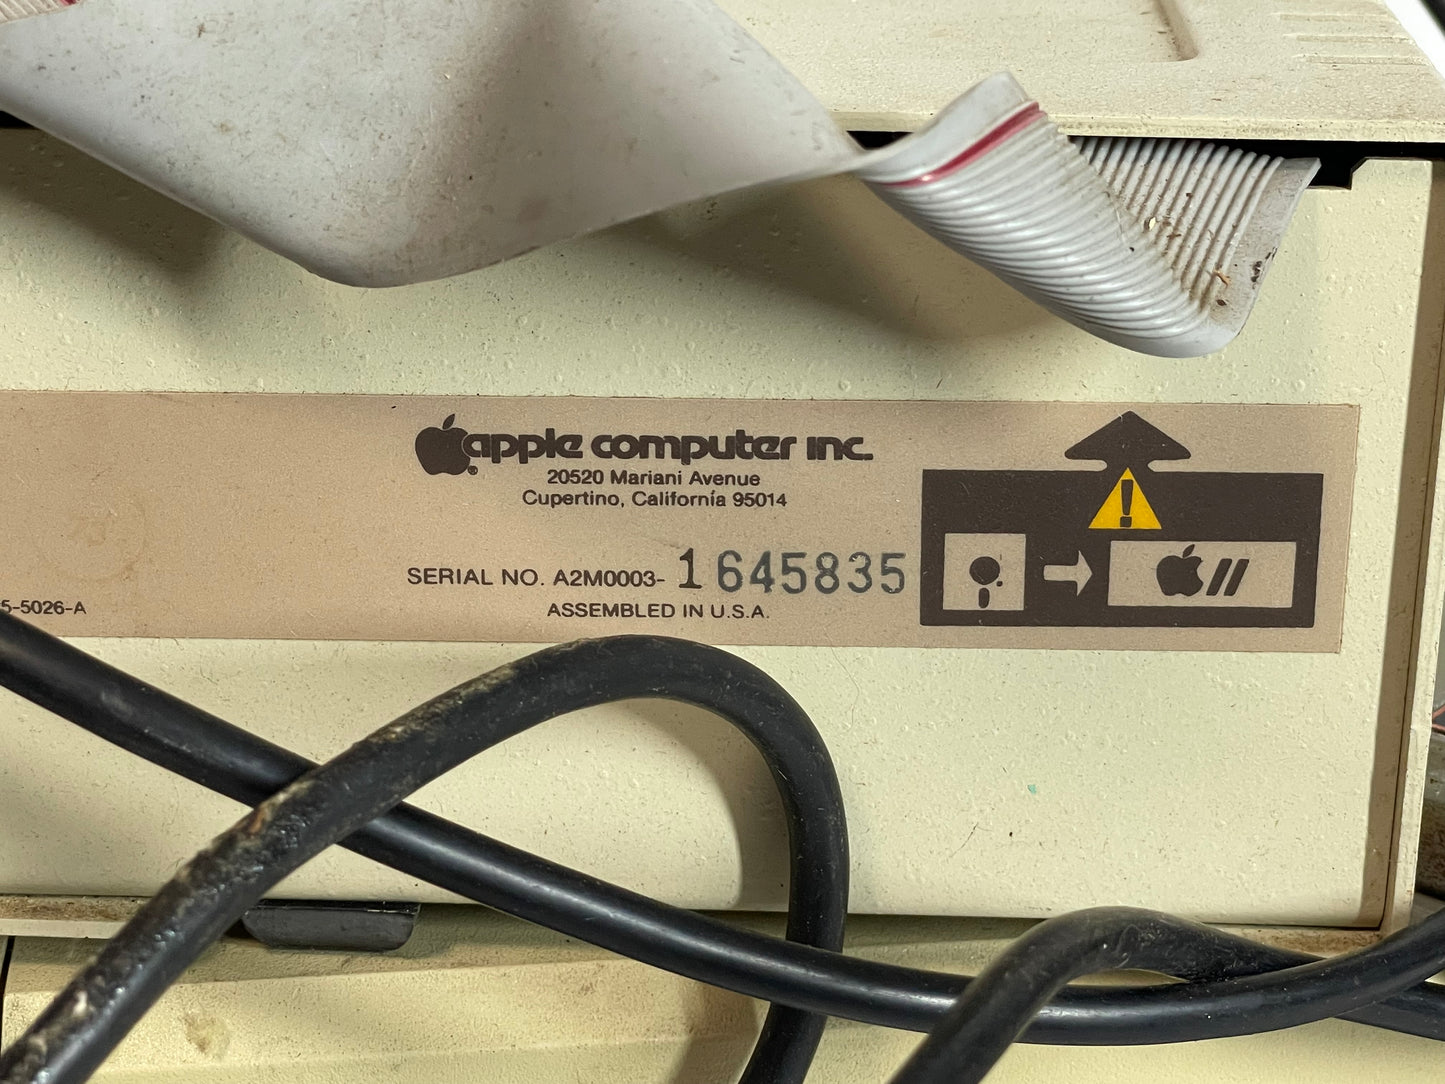 apple computer inc.
20520 Mariani Avenue
Cupertino, California 95014
SERIAL NO. A2M0003- 1645835
5-5026-A
ASSEMBLED IN U.S.A.
!
//